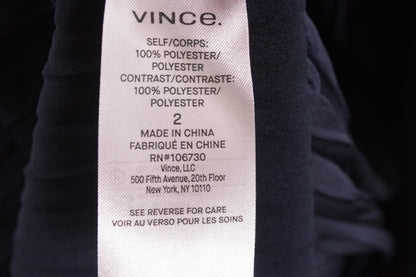 VINCE.
SELF/CORPS:
100% POLYESTER/
POLYESTER
CONTRAST/CONTRASTE:
100% POLYESTER/
POLYESTER
2
MADE IN CHINA
FABRIQUÉ EN CHINE
RN#106730
Vince, LLC
500 Fifth Avenue, 20th Floor
New York, NY 10110
SEE REVERSE FOR CARE
VOIR AU VERSO POUR LES SOINS